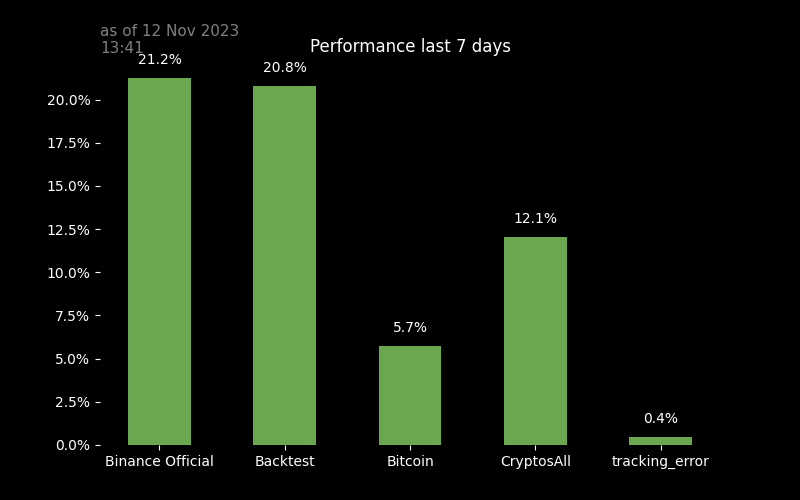 as of 12 Nov 2023
13:41
Performance last 7 days
21.2%
20.8%
5.7%
12.1%
0.4%
20.0%
17.5%
15.0%
12.5%
10.0%
7.5%
5.0%
2.5%
0.0%
Binance Official
Backtest
Bitcoin
CryptosAll
tracking_error